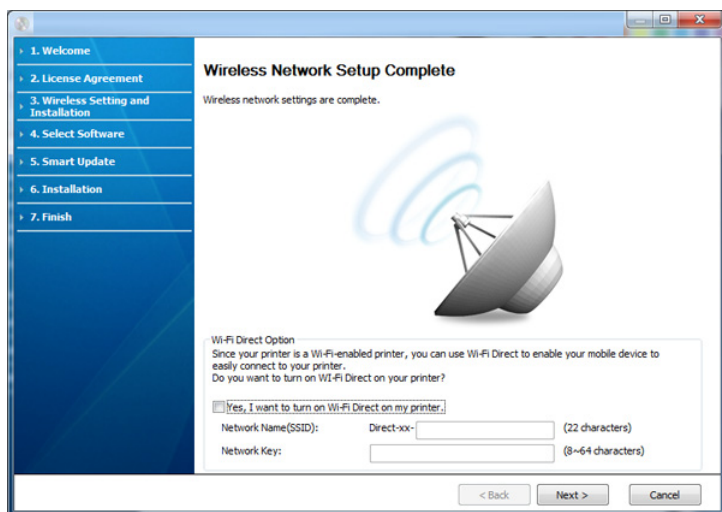 1. Welcome
2. License Agreement
3. Wireless Setting and
Installation
4. Select Software
5. Smart Update
6. Installation
7. Finish
Wireless Network Setup Complete
Wireless network settings are complete.
Wi-Fi Direct Option
Since your printer is a Wi-Fi-enabled printer, you can use Wi-Fi Direct to enable your mobile device to
easily connect to your printer.
Do you want to turn on WI-Fi Direct on your printer?
Yes, I want to turn on Wi-Fi Direct on my printer.
Network Name(SSID): Direct-xx- (22 characters)
Network Key: (8~64 characters)
< Back Next > Cancel